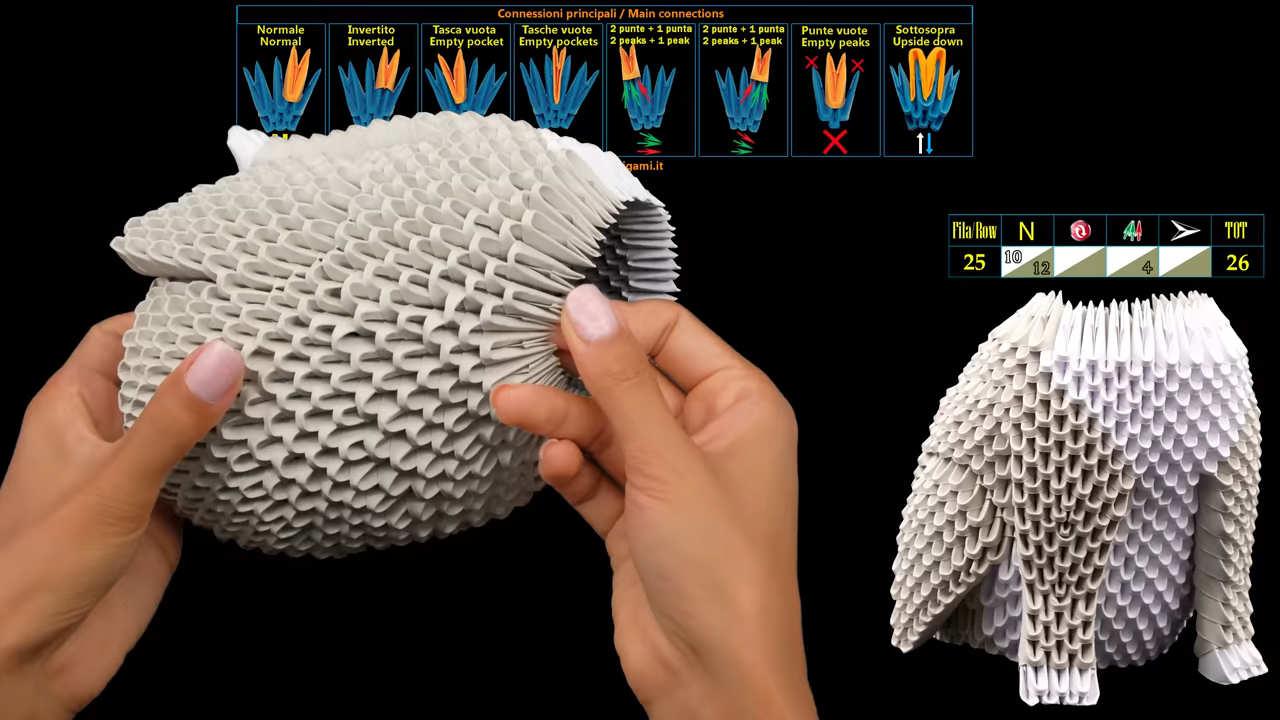 Connessioni principali / Main connections
Normale
Normal
Invertito
Inverted
Tasca vuota
Empty pocket
Tasche vuote
Empty pockets
2 punte + 1 punta
2 peaks + 1 peak
2 punte + 1 punta
2 peaks + 1 peak
Punte vuote
Empty peaks
Sottosopra
Upside down
igami.it
Fila/Row N TOT
25 10 12 4 26